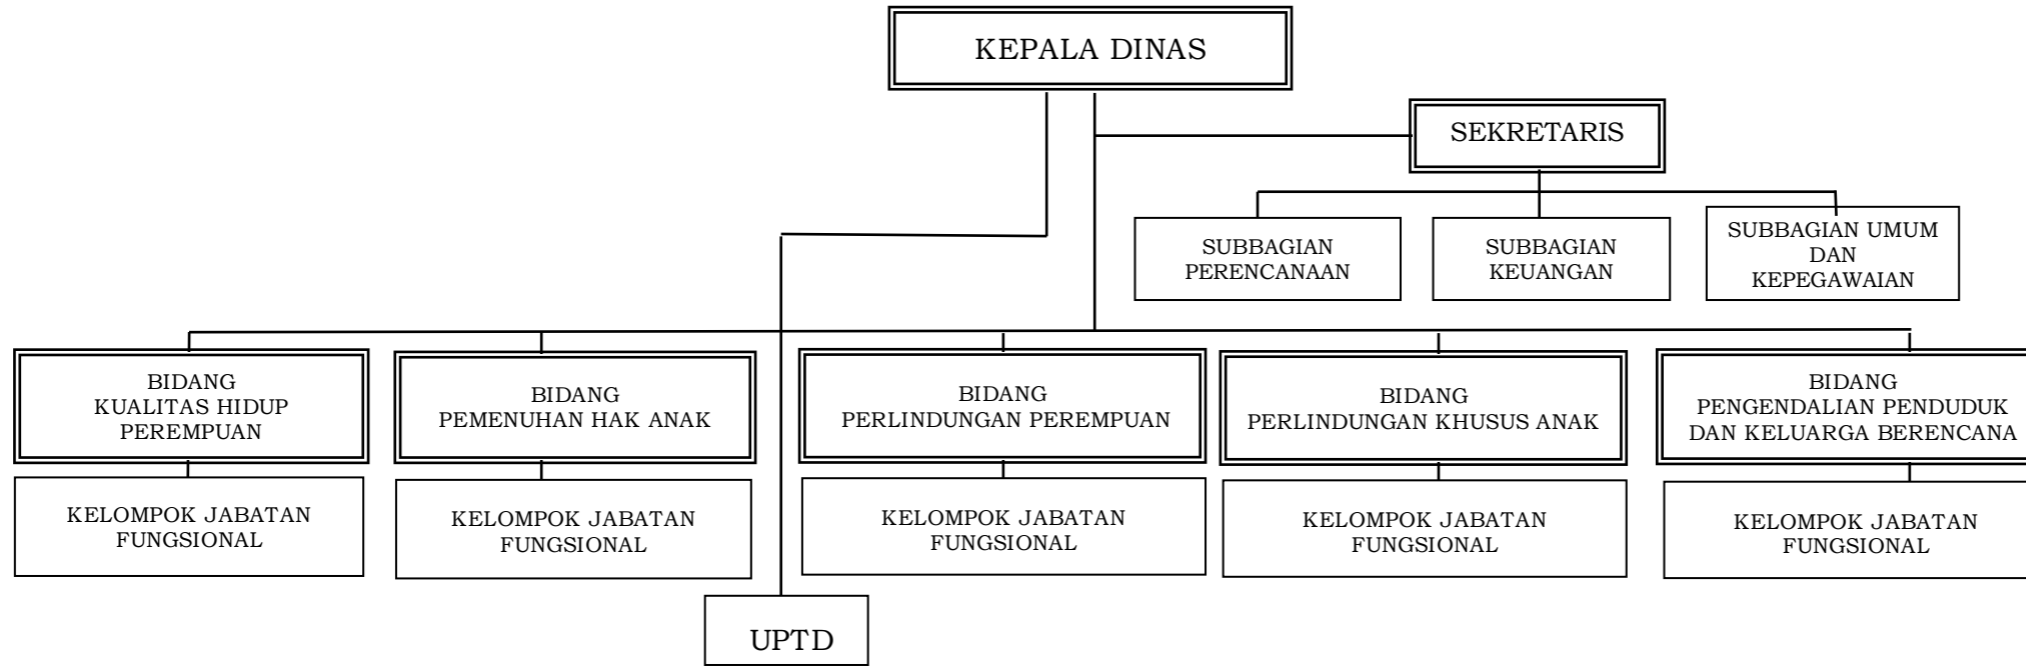 KEPALA DINAS
SEKRETARIS
SUBBAGIAN
PERENCANAAN
SUBBAGIAN
KEUANGAN
SUBBAGIAN UMUM
DAN
KEPEGAWAIAN
BIDANG
KUALITAS HIDUP
PEREMPUAN
BIDANG
PEMENUHAN HAK ANAK
BIDANG
PERLINDUNGAN PEREMPUAN
BIDANG
PERLINDUNGAN KHUSUS ANAK
BIDANG
PENGENDALIAN PENDUDUK
DAN KELUARGA BERENCANA
KELOMPOK JABATAN
FUNGSIONAL
KELOMPOK JABATAN
FUNGSIONAL
KELOMPOK JABATAN
FUNGSIONAL
KELOMPOK JABATAN
FUNGSIONAL
KELOMPOK JABATAN
FUNGSIONAL
UPTD